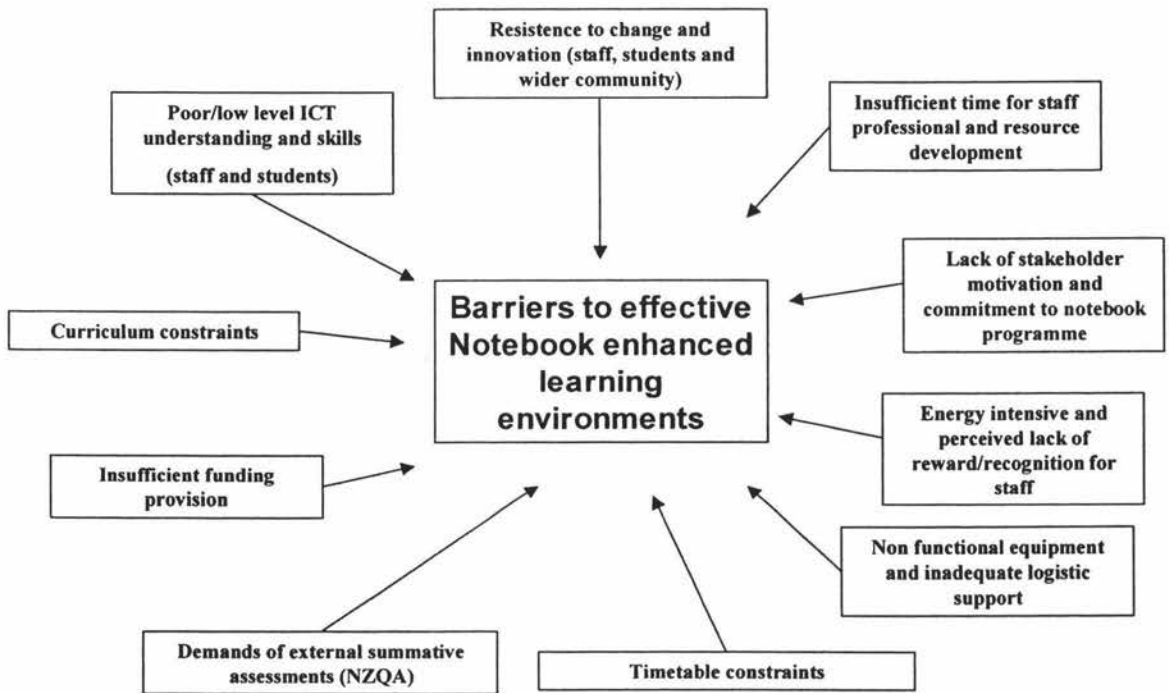 Resistence to change and
innovation (staff, students and
wider community)
Poor/low level ICT
understanding and skills
(staff and students)
Insufficient time for staff
professional and resource
development
Lack of stakeholder
motivation and
commitment to notebook
programme
Barriers to effective
Notebook enhanced
learning
environments
Curriculum constraints
Energy intensive and
perceived lack of
reward/recognition for
staff
Insufficient funding
provision
Non functional equipment
and inadequate logistic
support
Demands of external summative
assessments (NZQA)
Timetable constraints